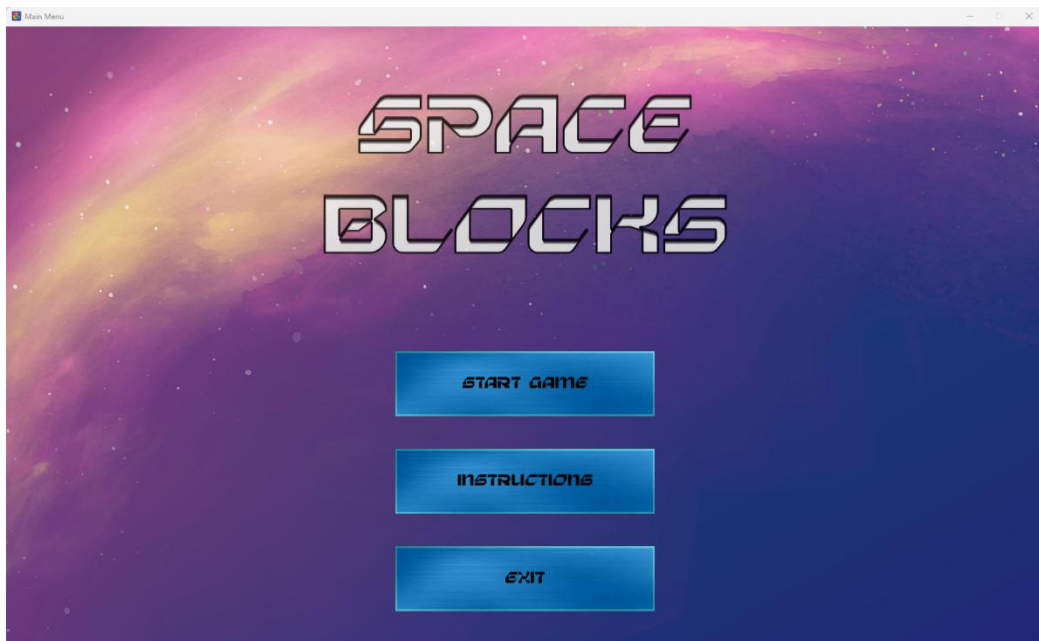 Main Menu
SPACE
BLOCKS
START GAME
INSTRUCTIONS
EXIT